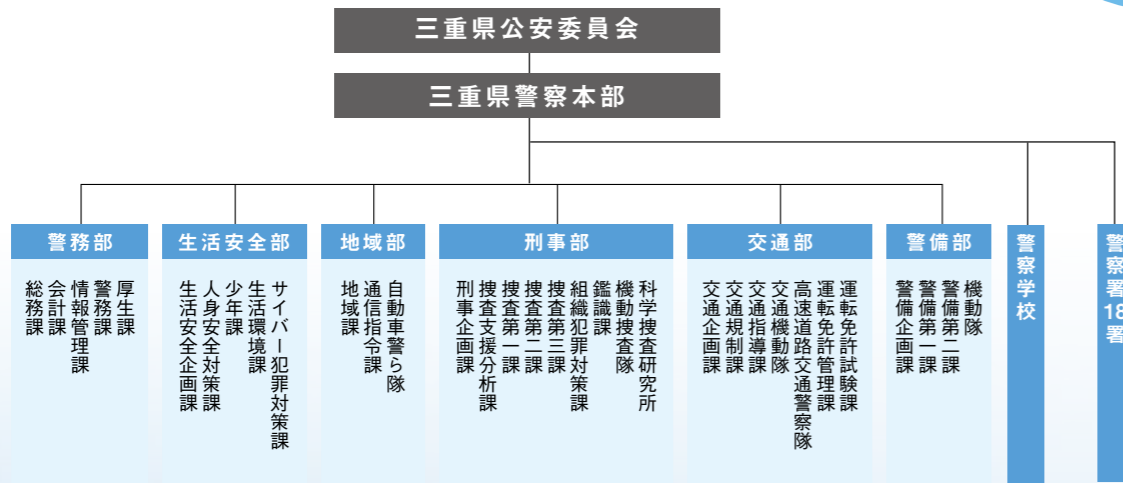 三重県公安委員会
三重県警察本部
警務部
総務課
会計課
情報管理課
警務課
厚生課
生活安全部
生活安全企画課
人身安全対策課
少年課
生活環境課
サイバー犯罪対策課
地域部
地域課
通信指令課
自動車警ら隊
刑事部
刑事企画課
捜査支援分析課
捜査第一課
捜査第二課
捜査第三課
組織犯罪対策課
鑑識課
機動捜査隊
科学捜査研究所
交通部
交通企画課
交通規制課
交通指導課
交通機動隊
高速道路交通警察隊
運転免許管理課
運転免許試験課
警備部
警備企画課
警備第一課
警備第二課
機動隊
警察学校
警察署18署